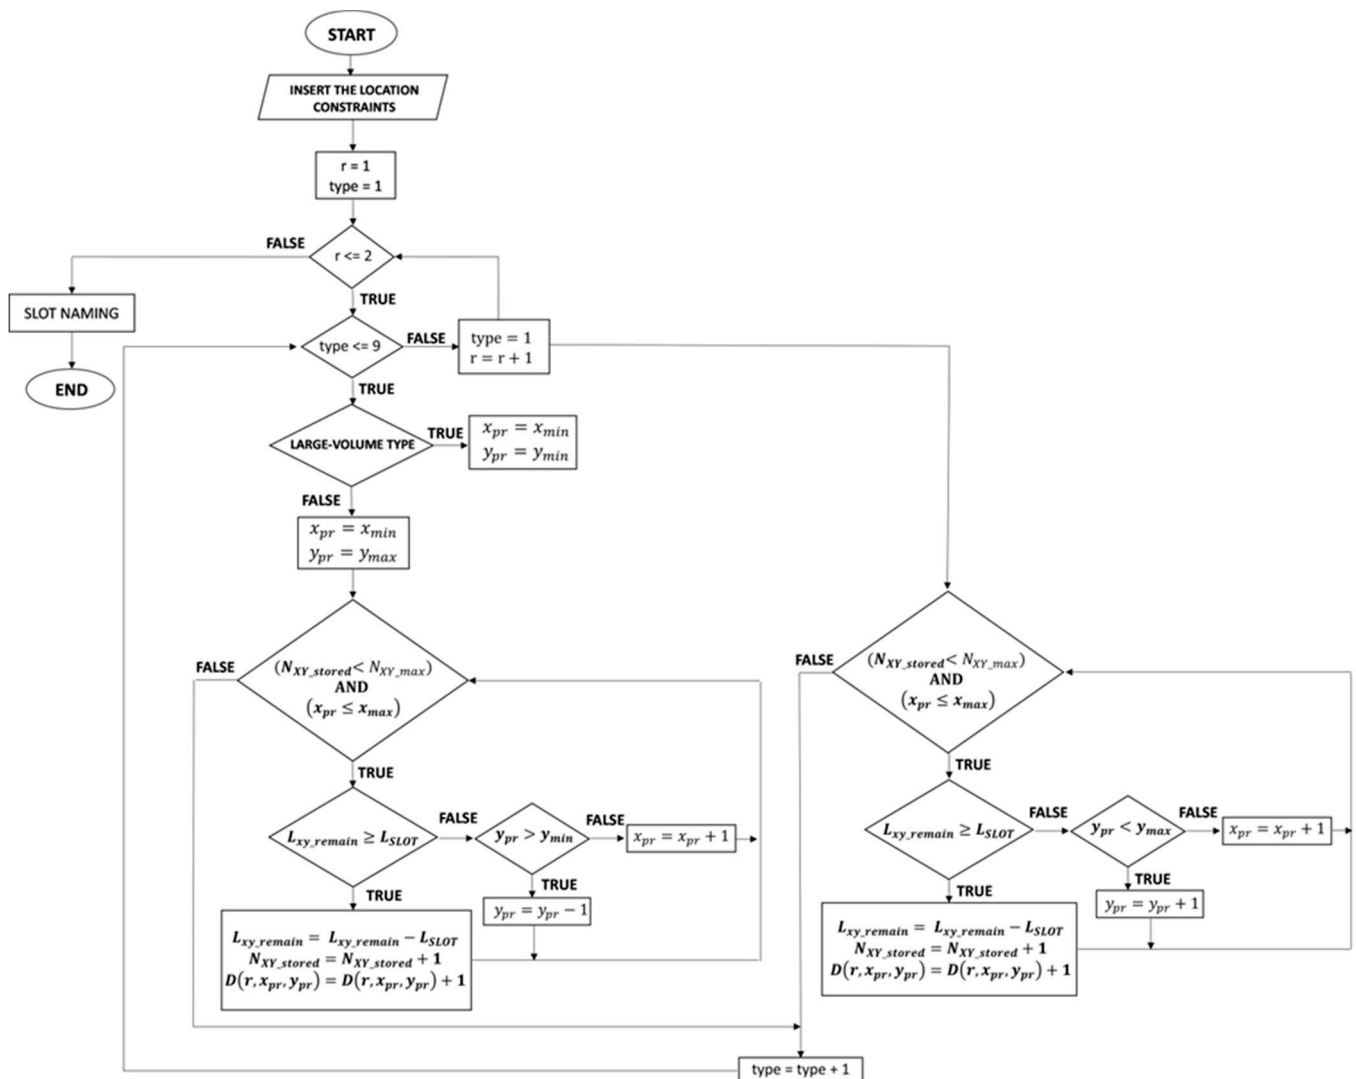 START
INSERT THE LOCATION
CONSTRAINTS
r = 1
type = 1
FALSE
r <= 2
TRUE
SLOT NAMING
END
type <= 9
FALSE
type = 1
r = r + 1
TRUE
LARGE-VOLUME TYPE
TRUE
x_pr = x_min
y_pr = y_min
FALSE
x_pr = x_min
y_pr = y_max
FALSE
(N_XY_stored < N_XY_max)
AND
(x_pr ≤ x_max)
TRUE
L_xy_remain ≥ L_SLOT
FALSE
y_pr > y_min
FALSE
x_pr = x_pr + 1
TRUE
y_pr = y_pr − 1
TRUE
L_xy_remain = L_xy_remain − L_SLOT
N_XY_stored = N_XY_stored + 1
D(r, x_pr, y_pr) = D(r, x_pr, y_pr) + 1
FALSE
(N_XY_stored < N_XY_max)
AND
(x_pr ≤ x_max)
TRUE
L_xy_remain ≥ L_SLOT
FALSE
y_pr < y_max
FALSE
x_pr = x_pr + 1
TRUE
y_pr = y_pr + 1
TRUE
L_xy_remain = L_xy_remain − L_SLOT
N_XY_stored = N_XY_stored + 1
D(r, x_pr, y_pr) = D(r, x_pr, y_pr) + 1
type = type + 1